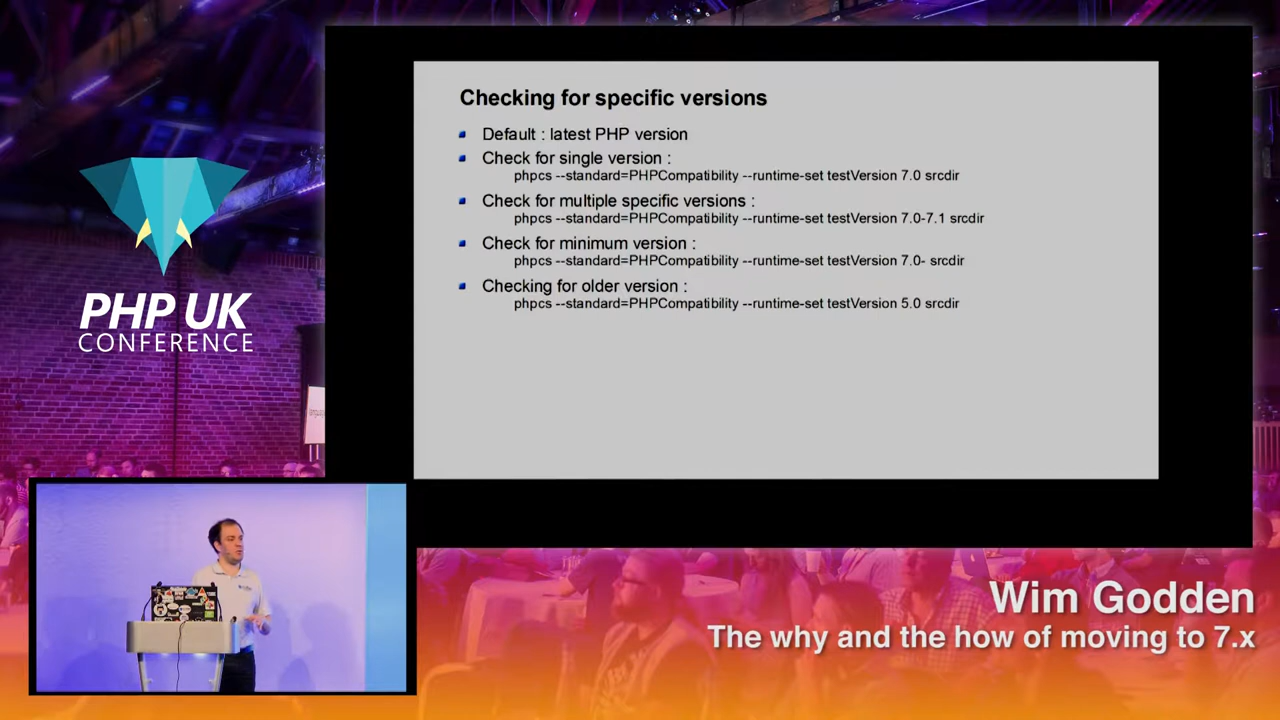 Checking for specific versions
Default : latest PHP version
Check for single version :
phpcs --standard=PHPCompatibility --runtime-set testVersion 7.0 srcdir
Check for multiple specific versions :
phpcs --standard=PHPCompatibility --runtime-set testVersion 7.0-7.1 srcdir
Check for minimum version :
phpcs --standard=PHPCompatibility --runtime-set testVersion 7.0- srcdir
Checking for older version :
phpcs --standard=PHPCompatibility --runtime-set testVersion 5.0 srcdir
PHP UK
CONFERENCE
Wim Godden
The why and the how of moving to 7.x